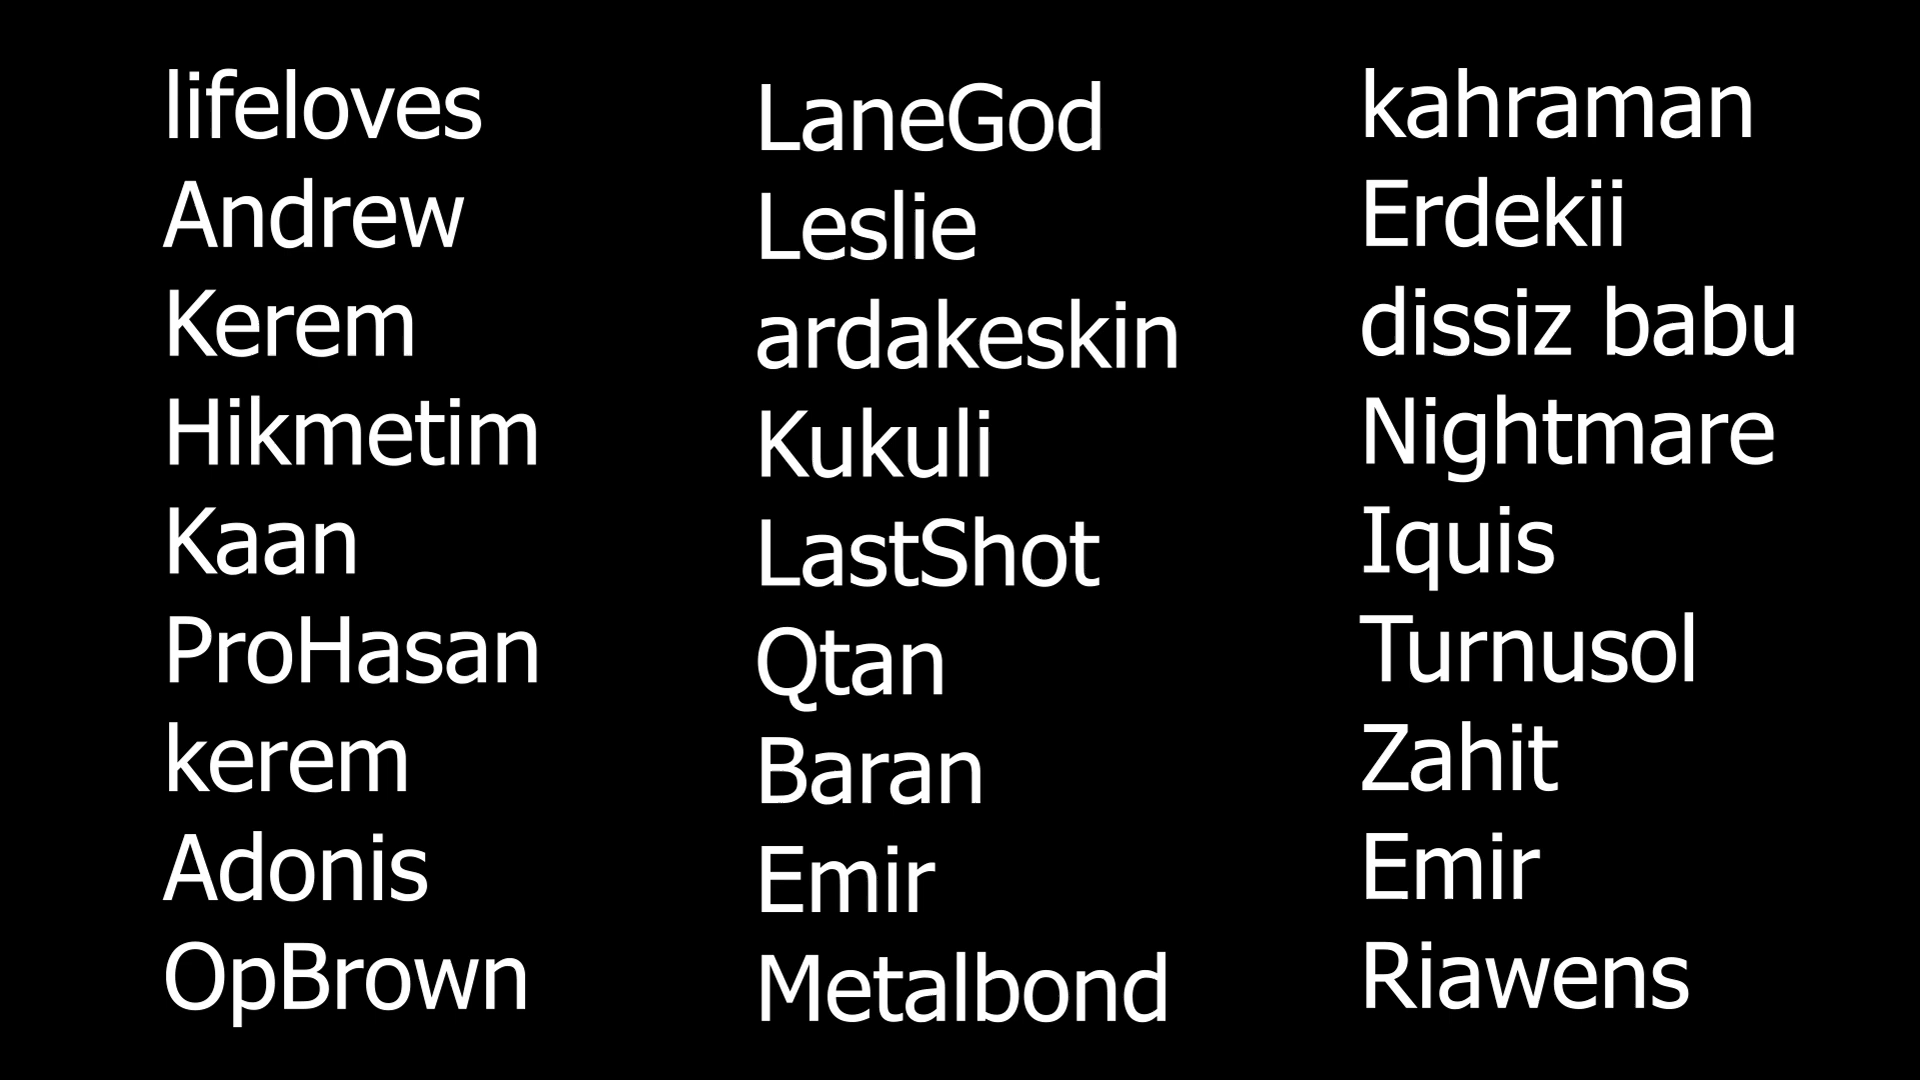 lifeloves
Andrew
Kerem
Hikmetim
Kaan
ProHasan
kerem
Adonis
OpBrown
LaneGod
Leslie
ardakeskin
Kukuli
LastShot
Qtan
Baran
Emir
Metalbond
kahraman
Erdekii
dissiz babu
Nightmare
Iquis
Turnusol
Zahit
Emir
Riawens